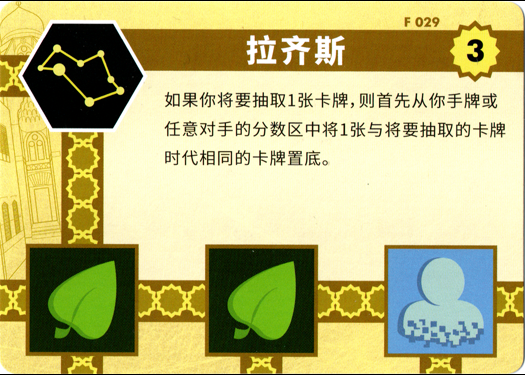 F 029
拉齐斯
3
如果你将要抽取1张卡牌,则首先从你手牌或
任意对手的分数区中将1张与将要抽取的卡牌
时代相同的卡牌置底。